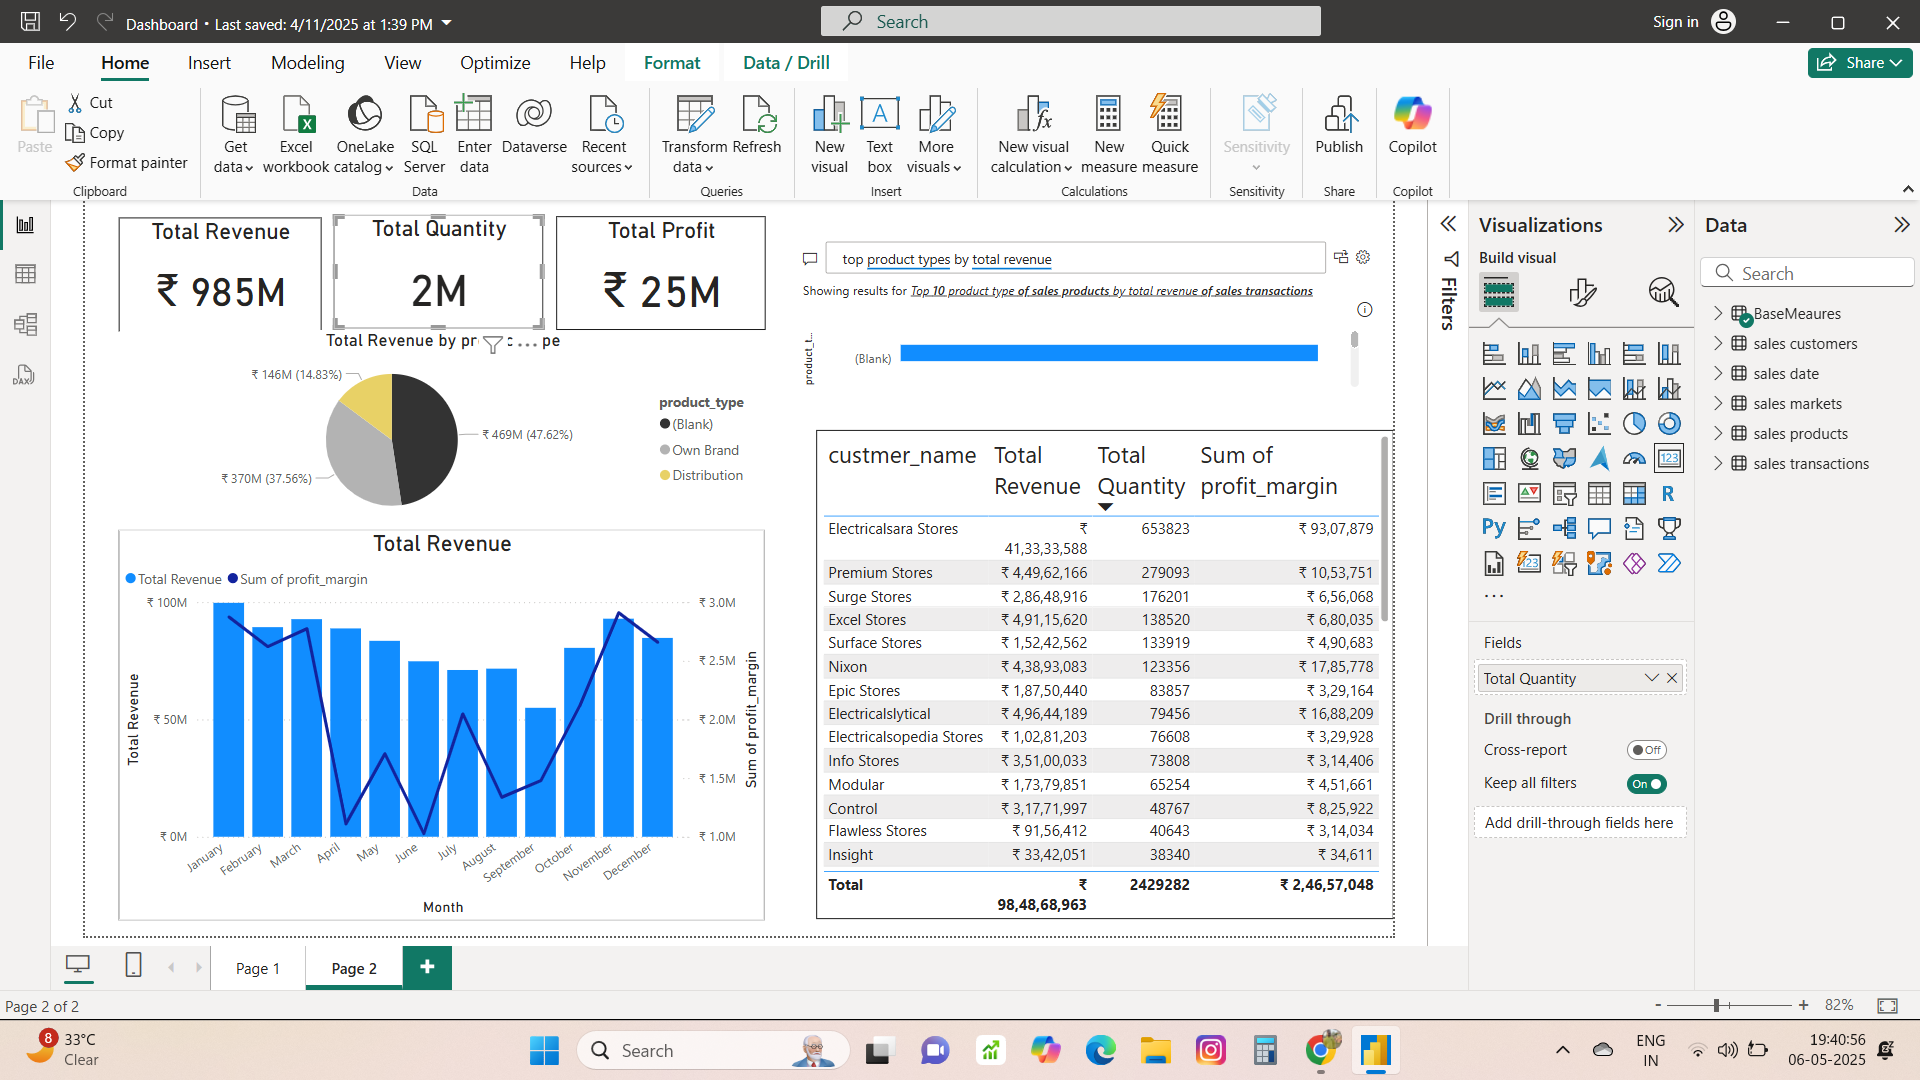 Dashboard • Last saved: 4/11/2025 at 1:39 PM
Search
Sign in
File
Home
Insert
Modeling
View
Optimize
Help
Format
Data / Drill
Share
Paste
Cut
Copy
Format painter
Clipboard
Get data
Excel workbook
OneLake catalog
SQL Server
Enter data
Dataverse
Recent sources
Data
Transform data
Refresh
Queries
New visual
Text box
More visuals
Insert
New visual calculation
New measure
Quick measure
Calculations
Sensitivity
Sensitivity
Publish
Share
Copilot
Copilot
Total Revenue
₹ 985M
Total Quantity
2M
Total Profit
₹ 25M
top product types by total revenue
Showing results for Top 10 product type of sales products by total revenue of sales transactions
product_t...
(Blank)
Total Revenue by pr
pe
₹ 146M (14.83%)
₹ 469M (47.62%)
₹ 370M (37.56%)
product_type
(Blank)
Own Brand
Distribution
Total Revenue
Total Revenue Sum of profit_margin
₹ 100M
₹ 50M
₹ 0M
Total Revenue
₹ 3.0M
₹ 2.5M
₹ 2.0M
₹ 1.5M
₹ 1.0M
Sum of profit_margin
January
February
March
April
May
June
July
August
September
October
November
December
Month
custmer_name Total Revenue Total Quantity Sum of profit_margin
Electricalsara Stores ₹ 41,33,33,588 653823 ₹ 93,07,879
Premium Stores ₹ 4,49,62,166 279093 ₹ 10,53,751
Surge Stores ₹ 2,86,48,916 176201 ₹ 6,56,068
Excel Stores ₹ 4,91,15,620 138520 ₹ 6,80,035
Surface Stores ₹ 1,52,42,562 133919 ₹ 4,90,683
Nixon ₹ 4,38,93,083 123356 ₹ 17,85,778
Epic Stores ₹ 1,87,50,440 83857 ₹ 3,29,164
Electricalslytical ₹ 4,96,44,189 79456 ₹ 16,88,209
Electricalsopedia Stores ₹ 1,02,81,203 76608 ₹ 3,29,928
Info Stores ₹ 3,51,00,033 73808 ₹ 3,14,406
Modular ₹ 1,73,79,851 65254 ₹ 4,51,661
Control ₹ 3,17,71,997 48767 ₹ 8,25,922
Flawless Stores ₹ 91,56,412 40643 ₹ 3,14,034
Insight ₹ 33,42,051 38340 ₹ 34,611
Total ₹ 98,48,68,963 2429282 ₹ 2,46,57,048
Filters
Visualizations
Build visual
123
R
Py
Fields
Total Quantity
Drill through
Cross-report
Off
Keep all filters
On
Add drill-through fields here
Data
Search
BaseMeaures
sales customers
sales date
sales markets
sales products
sales transactions
Page 1
Page 2
Page 2 of 2
82%
8
33°C
Clear
Search
ENG
IN
19:40:56
06-05-2025